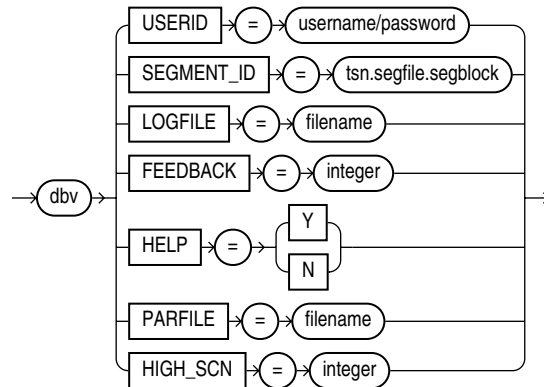 USERID = username/password
SEGMENT_ID = tsn.segfile.segblock
LOGFILE = filename
FEEDBACK = integer
dbv
Y
HELP =
N
PARFILE = filename
HIGH_SCN = integer